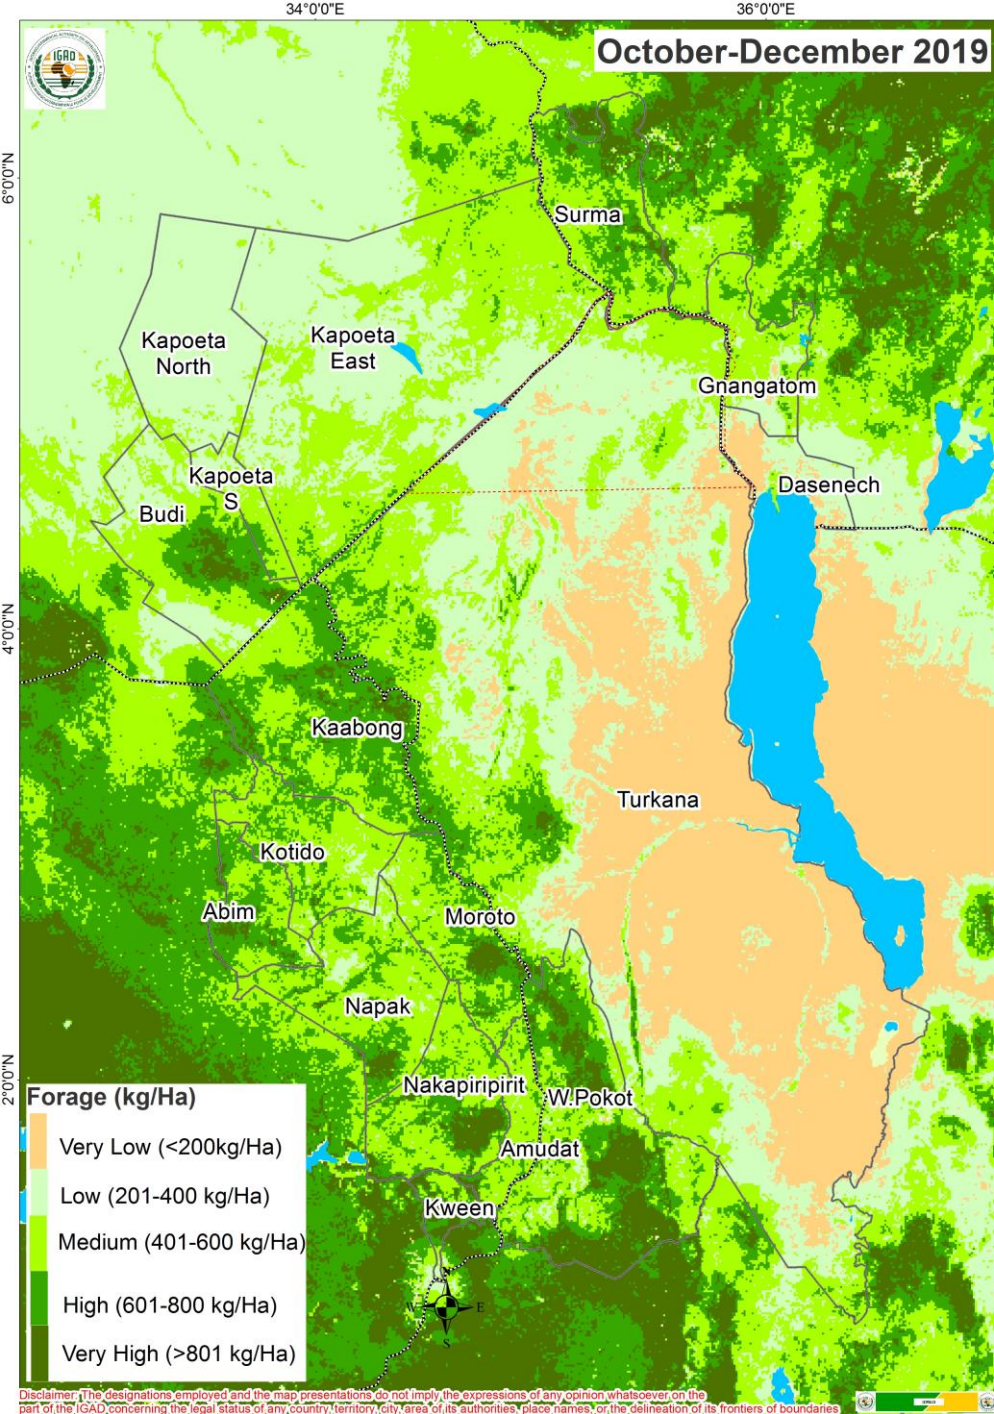 34°0'0"E
36°0'0"E
IGAD
October-December 2019
6°0'0"N
Surma
Kapoeta
North
Kapoeta
East
Gnangatom
Kapoeta
S
Dasenech
Budi
4°0'0"N
Kaabong
Turkana
Kotido
Abim
Moroto
Napak
2°0'0"N
Nakapiripirit
W.Pokot
Amudat
Kween
Forage (kg/Ha)
Very Low (<200kg/Ha)
Low (201-400 kg/Ha)
Medium (401-600 kg/Ha)
High (601-800 kg/Ha)
Very High (>801 kg/Ha)
N
W
E
S
Disclaimer: The designations employed and the map presentations do not imply the expressions of any opinion whatsoever on the
part of the IGAD concerning the legal status of any country, territory, city, area of its authorities, place names, or the delineation of its frontiers of boundaries